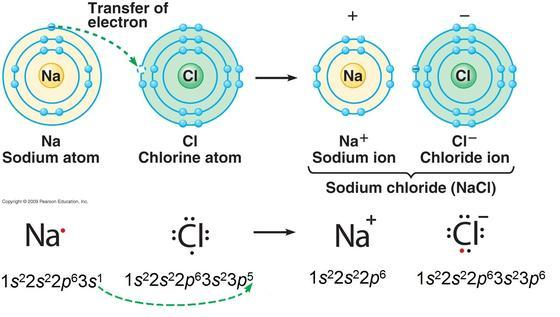 Transfer of
electron
+
−
Na
Cl
Na
Cl
−
Na
Sodium atom
Cl
Chlorine atom
Na⁺
Sodium ion
Cl⁻
Chloride ion
Sodium chloride (NaCl)
Copyright © 2009 Pearson Education, Inc.
Na
Cl
Na⁺
Cl⁻
1s²2s²2p⁶3s¹
1s²2s²2p⁶3s²3p⁵
1s²2s²2p⁶
1s²2s²2p⁶3s²3p⁶